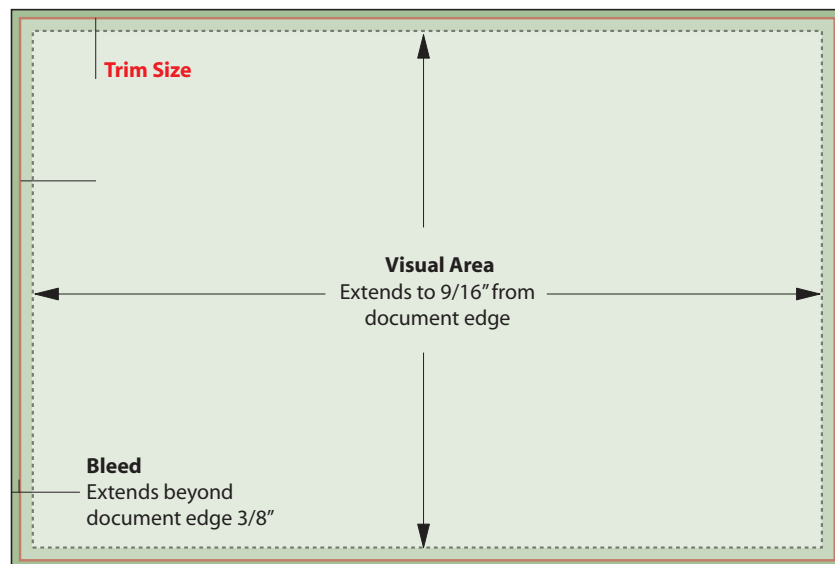 Trim Size
Visual Area
Extends to 9/16” from
document edge
Bleed
Extends beyond
document edge 3/8”